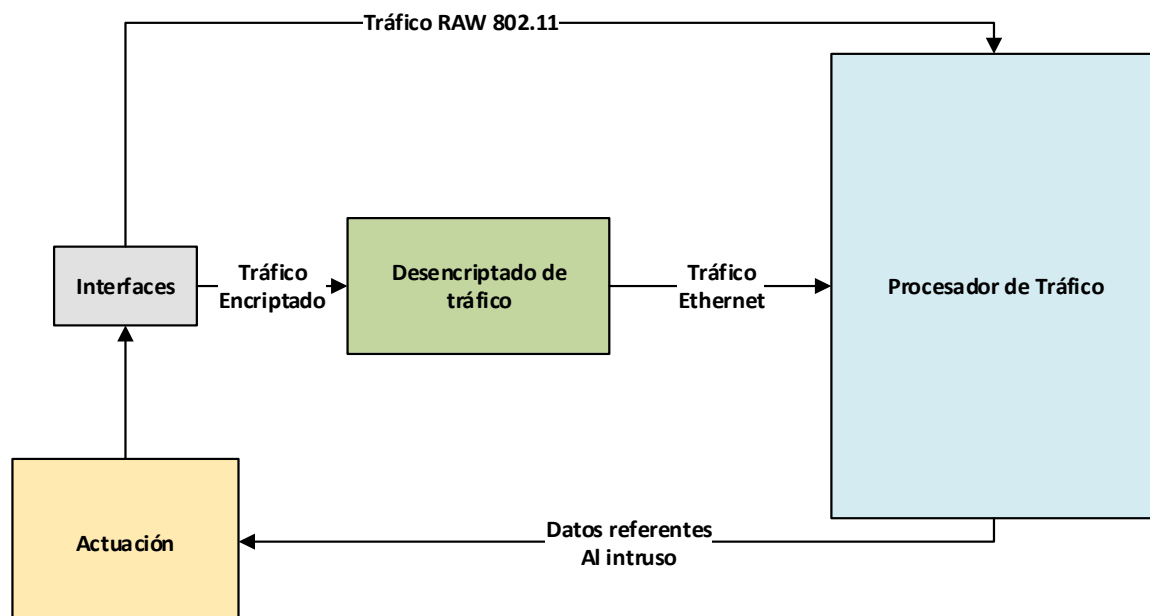 Tráfico RAW 802.11
Interfaces
Tráfico
Encriptado
Desencriptado de
tráfico
Tráfico
Ethernet
Procesador de Tráfico
Actuación
Datos referentes
Al intruso